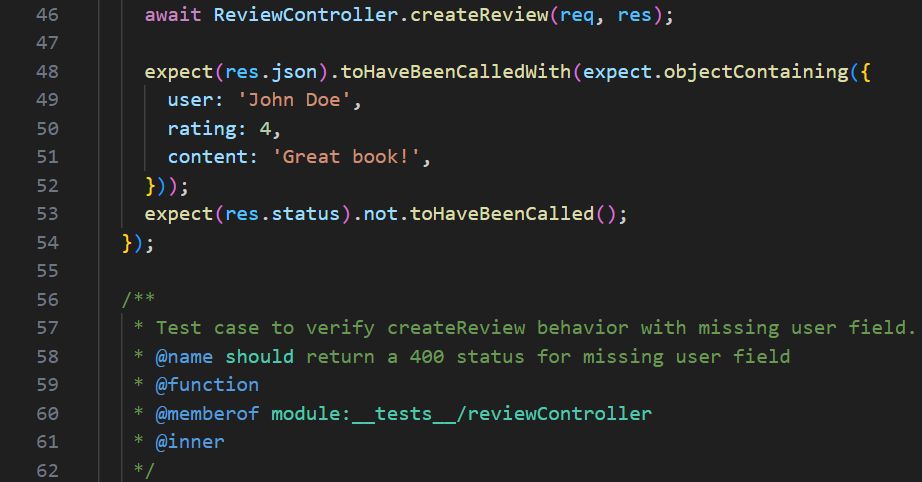 46 await ReviewController.createReview(req, res);
47
48 expect(res.json).toHaveBeenCalledWith(expect.objectContaining({
49 user: 'John Doe',
50 rating: 4,
51 content: 'Great book!',
52 }));
53 expect(res.status).not.toHaveBeenCalled();
54 });
55
56 /**
57 * Test case to verify createReview behavior with missing user field.
58 * @name should return a 400 status for missing user field
59 * @function
60 * @memberof module:__tests__/reviewController
61 * @inner
62 */